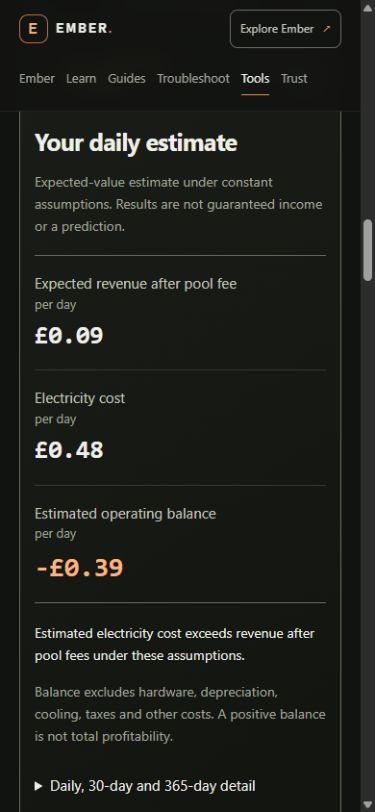 E EMBER.
Explore Ember ↗
Ember Learn Guides Troubleshoot Tools Trust
Your daily estimate
Expected-value estimate under constant
assumptions. Results are not guaranteed income
or a prediction.
Expected revenue after pool fee
per day
£0.09
Electricity cost
per day
£0.48
Estimated operating balance
per day
-£0.39
Estimated electricity cost exceeds revenue after
pool fees under these assumptions.
Balance excludes hardware, depreciation,
cooling, taxes and other costs. A positive balance
is not total profitability.
▶ Daily, 30-day and 365-day detail